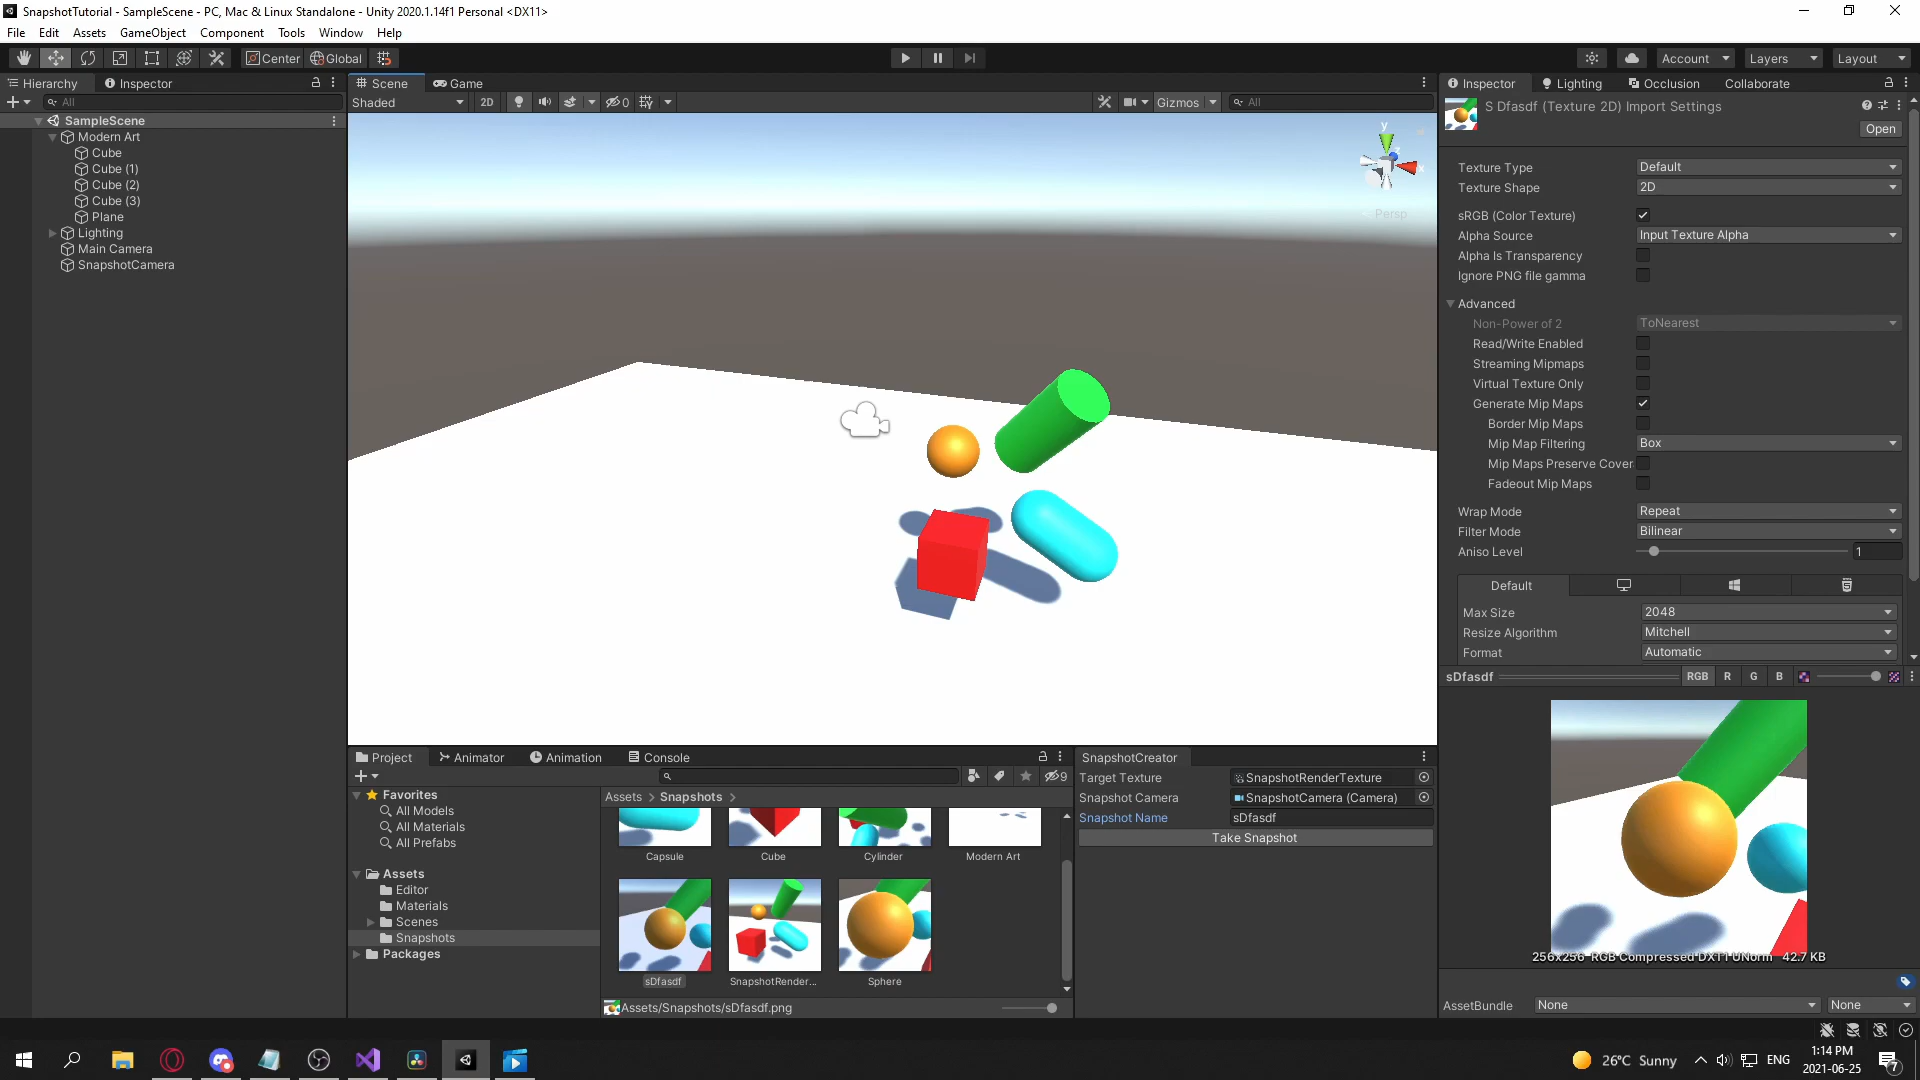 SnapshotTutorial - SampleScene - PC, Mac & Linux Standalone - Unity 2020.1.14f1 Personal <DX11>
File Edit Assets GameObject Component Tools Window Help
Center Global Account Layers Layout
Hierarchy Inspector
All
SampleScene
Modern Art
Cube
Cube (1)
Cube (2)
Cube (3)
Plane
Lighting
Main Camera
SnapshotCamera
Scene Game
Shaded 2D 0 Gizmos All
y
x
Persp
Project Animator Animation Console
9
Favorites
All Models
All Materials
All Prefabs
Assets
Editor
Materials
Scenes
Snapshots
Packages
Assets > Snapshots >
Capsule Cube Cylinder Modern Art
sDfasdf SnapshotRender... Sphere
Assets/Snapshots/sDfasdf.png
SnapshotCreator
Target Texture SnapshotRenderTexture
Snapshot Camera SnapshotCamera (Camera)
Snapshot Name sDfasdf
Take Snapshot
Inspector Lighting Occlusion Collaborate
S Dfasdf (Texture 2D) Import Settings
Open
Texture Type Default
Texture Shape 2D
sRGB (Color Texture)
Alpha Source Input Texture Alpha
Alpha Is Transparency
Ignore PNG file gamma
Advanced
Non-Power of 2 ToNearest
Read/Write Enabled
Streaming Mipmaps
Virtual Texture Only
Generate Mip Maps
Border Mip Maps
Mip Map Filtering Box
Mip Maps Preserve Cover
Fadeout Mip Maps
Wrap Mode Repeat
Filter Mode Bilinear
Aniso Level 1
Default
Max Size 2048
Resize Algorithm Mitchell
Format Automatic
sDfasdf RGB R G B
256x256 RGB Compressed DXT1 UNorm 42.7 KB
AssetBundle None None
26°C Sunny ENG 1:14 PM
2021-06-25
7